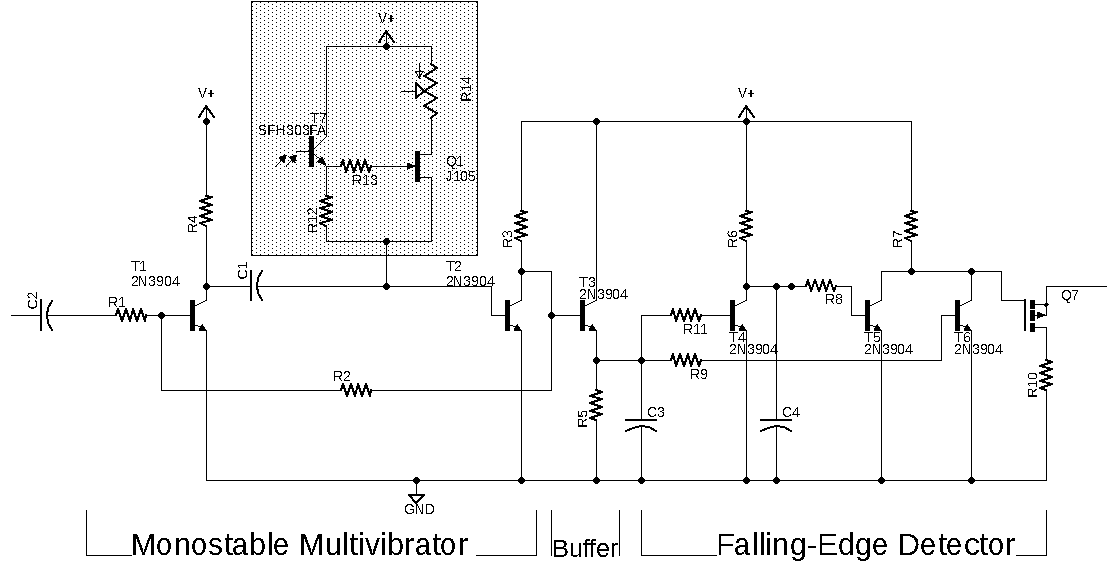 V+
R14
T7
SFH303FA
Q1
J105
R13
R12
V+
V+
R4
R3
R6
R7
T1
2N3904
C1
T2
2N3904
T3
2N3904
C2
R1
R8
Q7
R11
T4
2N3904
T5
2N3904
T6
2N3904
R9
R2
R10
R5
C3
C4
GND
Monostable Multivibrator
Buffer
Falling-Edge Detector